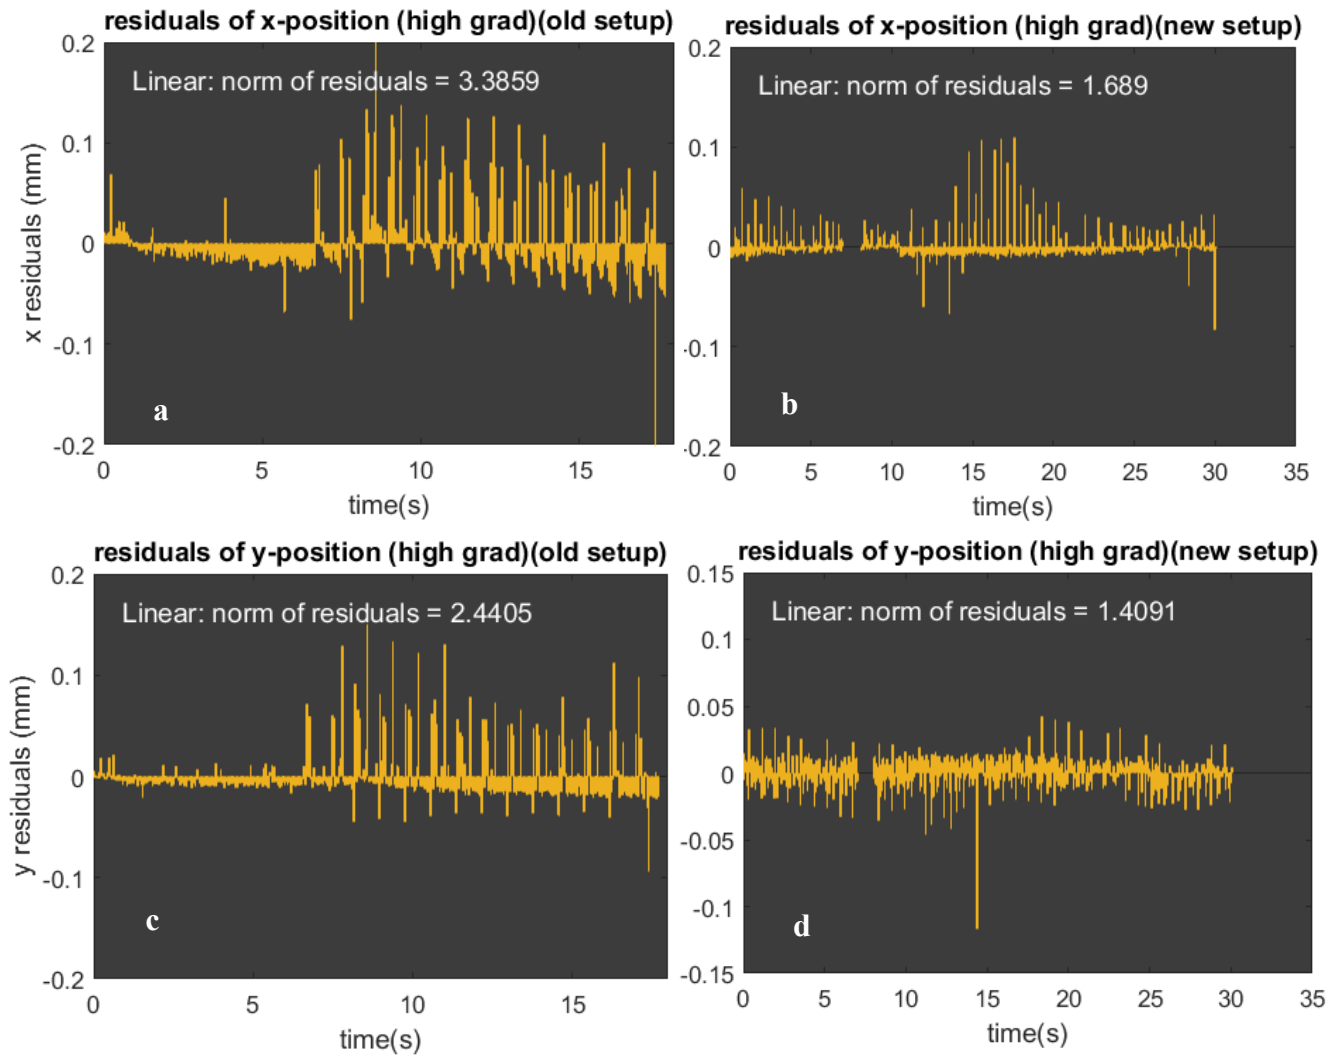 residuals of x-position (high grad)(old setup)
Linear: norm of residuals = 3.3859
0.2
0.1
0
-0.1
-0.2
x residuals (mm)
a
0 5 10 15
time(s)
residuals of x-position (high grad)(new setup)
Linear: norm of residuals = 1.689
0.2
0.1
0
-0.1
-0.2
b
0 5 10 15 20 25 30 35
time(s)
residuals of y-position (high grad)(old setup)
Linear: norm of residuals = 2.4405
0.2
0.1
0
-0.1
-0.2
y residuals (mm)
c
0 5 10 15
time(s)
residuals of y-position (high grad)(new setup)
Linear: norm of residuals = 1.4091
0.15
0.1
0.05
0
-0.05
-0.1
-0.15
d
0 5 10 15 20 25 30 35
time(s)